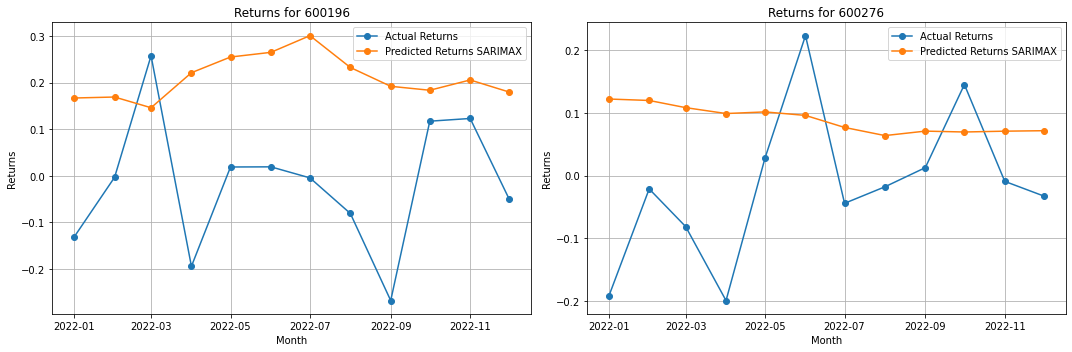 Returns for 600196
Actual Returns
Predicted Returns SARIMAX
Returns
0.3
0.2
0.1
0.0
−0.1
−0.2
2022-01
2022-03
2022-05
2022-07
2022-09
2022-11
Month
Returns for 600276
Actual Returns
Predicted Returns SARIMAX
Returns
0.2
0.1
0.0
−0.1
−0.2
2022-01
2022-03
2022-05
2022-07
2022-09
2022-11
Month